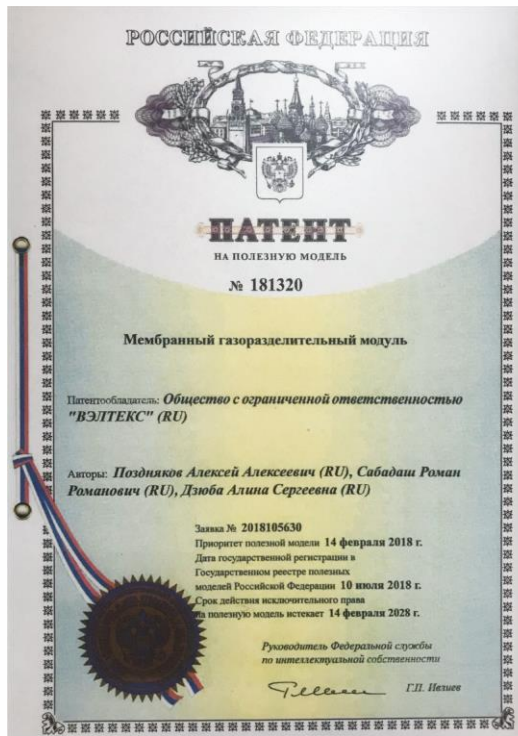 РОССИЙСКАЯ ФЕДЕРАЦИЯ
ПАТЕНТ
НА ПОЛЕЗНУЮ МОДЕЛЬ
№ 181320
Мембранный газоразделительный модуль
Патентообладатель: Общество с ограниченной ответственностью
"ВЭЛТЕКС" (RU)
Авторы: Поздняков Алексей Алексеевич (RU), Сабадаш Роман
Романович (RU), Дзюба Алина Сергеевна (RU)
Заявка № 2018105630
Приоритет полезной модели 14 февраля 2018 г.
Дата государственной регистрации в
Государственном реестре полезных
моделей Российской Федерации 10 июля 2018 г.
Срок действия исключительного права
на полезную модель истекает 14 февраля 2028 г.
Руководитель Федеральной службы
по интеллектуальной собственности
Г.П. Ивлиев